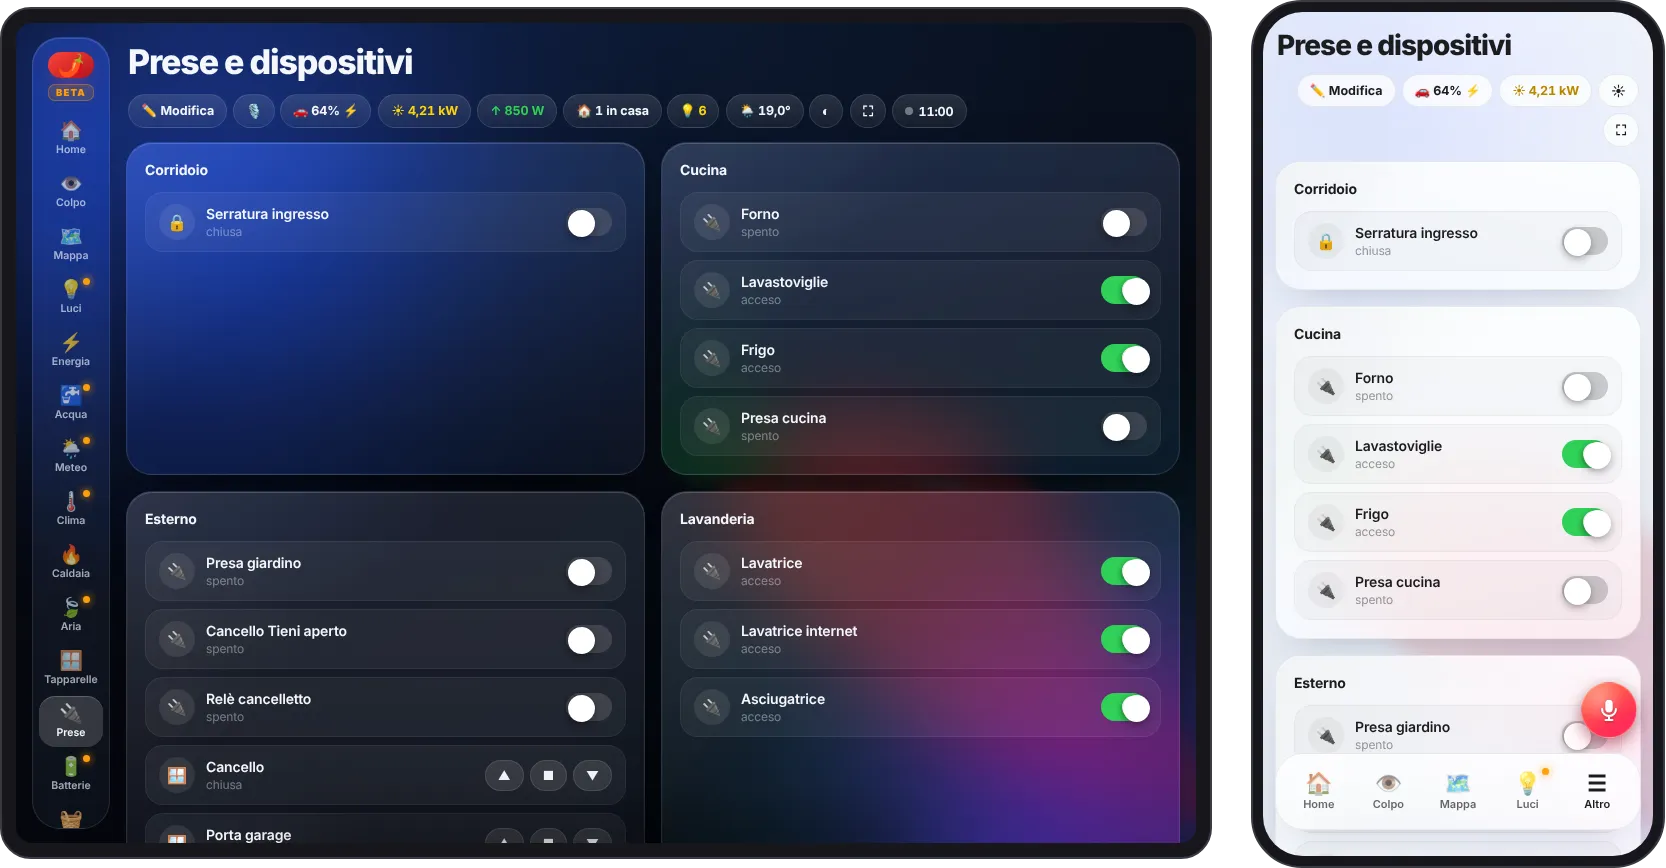 Prese e dispositivi
BETA
Modifica
64%
4,21 kW
↑ 850 W
1 in casa
6
19,0°
11:00
Home
Colpo
Mappa
Luci
Energia
Acqua
Meteo
Clima
Caldaia
Aria
Tapparelle
Prese
Batterie
Corridoio
Serratura ingresso
chiusa
Cucina
Forno
spento
Lavastoviglie
acceso
Frigo
acceso
Presa cucina
spento
Esterno
Presa giardino
spento
Cancello Tieni aperto
spento
Relè cancelletto
spento
Cancello
chiusa
Porta garage
Lavanderia
Lavatrice
acceso
Lavatrice internet
acceso
Asciugatrice
acceso
Prese e dispositivi
Modifica
64%
4,21 kW
Corridoio
Serratura ingresso
chiusa
Cucina
Forno
spento
Lavastoviglie
acceso
Frigo
acceso
Presa cucina
spento
Esterno
Presa giardino
spento
Home
Colpo
Mappa
Luci
Altro